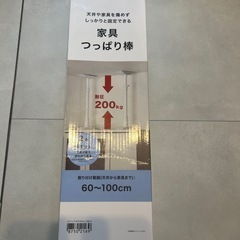 天井や家具を傷めず
しっかりと固定できる
家具
つっぱり棒
耐圧
200kg
取り付け範囲(天井から家具まで)
60〜100cm